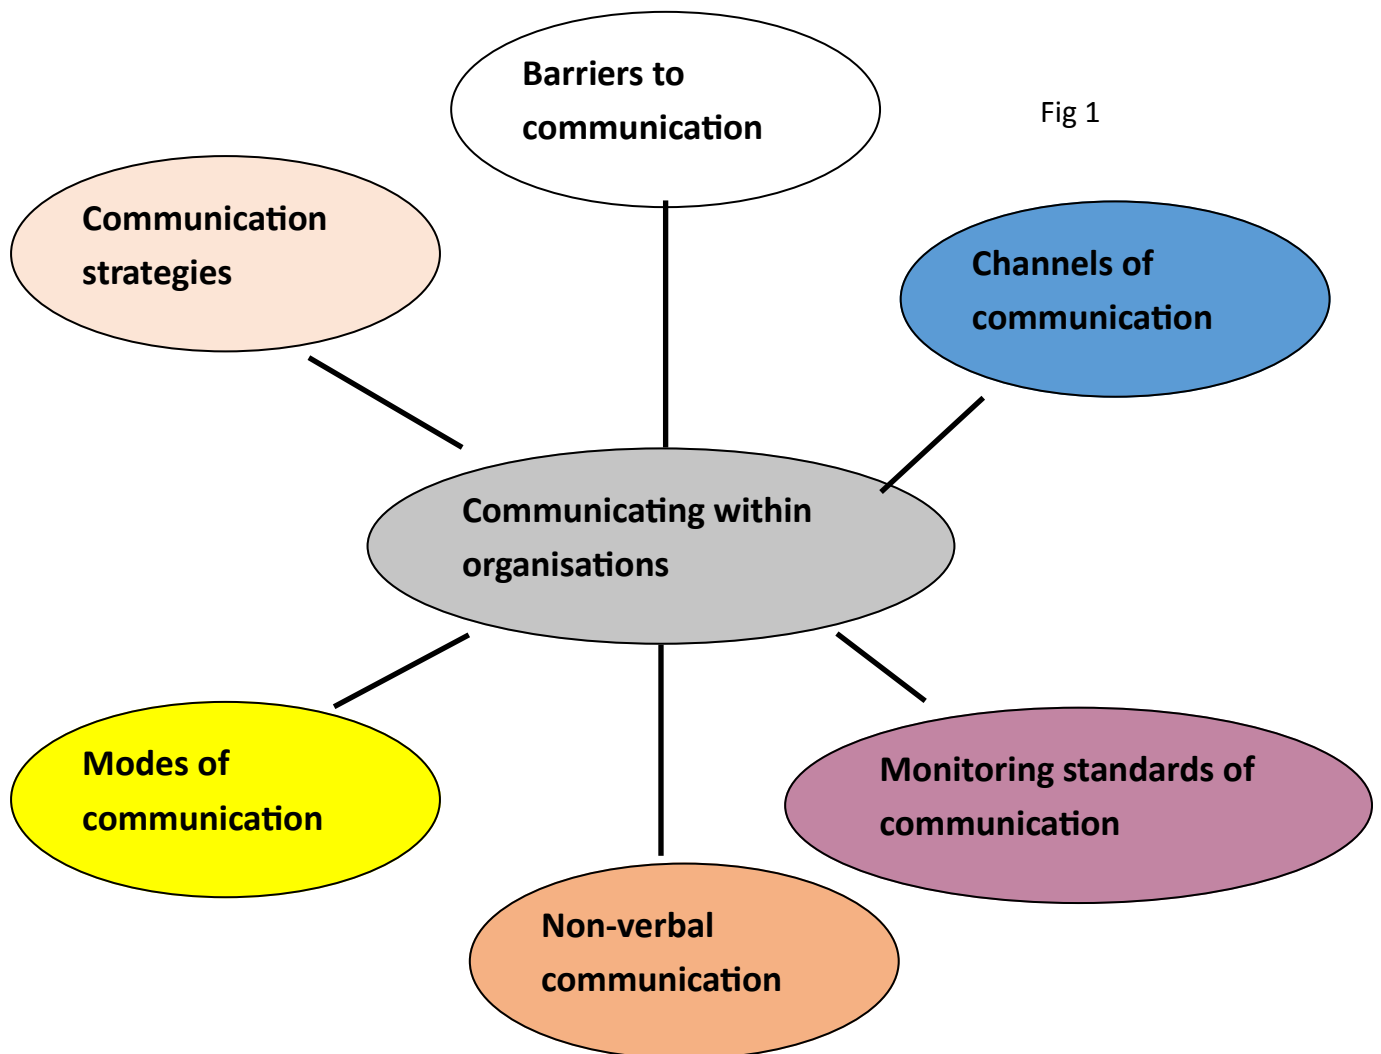 Barriers to
communication
Fig 1
Communication
strategies
Channels of
communication
Communicating within
organisations
Modes of
communication
Monitoring standards of
communication
Non-verbal
communication